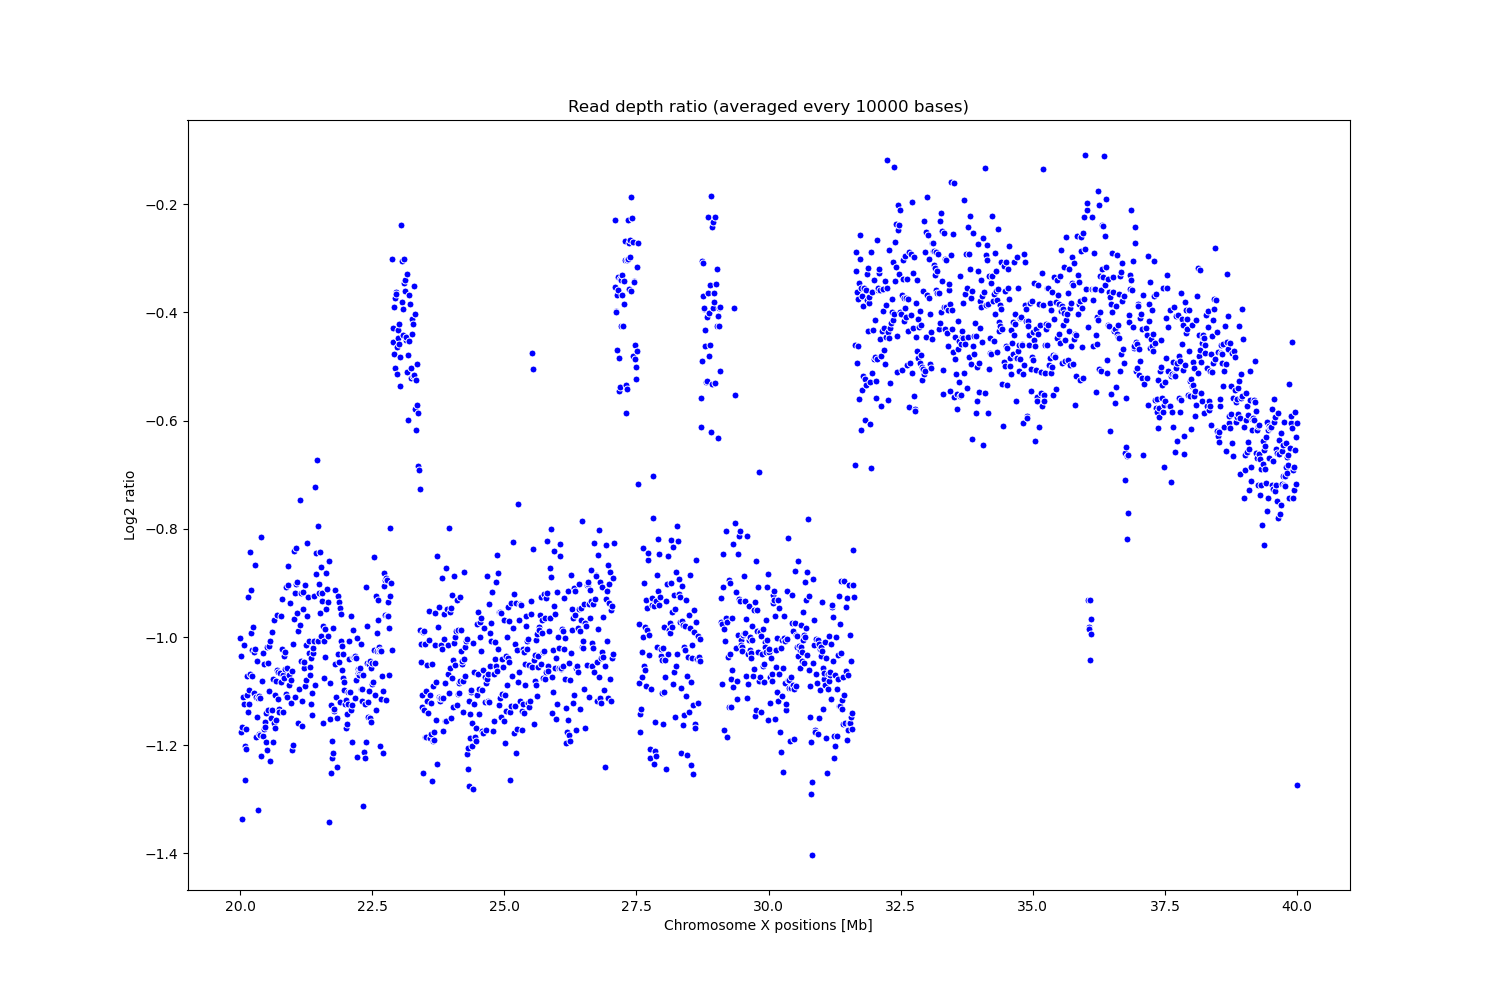 Read depth ratio (averaged every 10000 bases)
−0.2
−0.4
−0.6
−0.8
−1.0
−1.2
−1.4
Log2 ratio
20.0 22.5 25.0 27.5 30.0 32.5 35.0 37.5 40.0
Chromosome X positions [Mb]